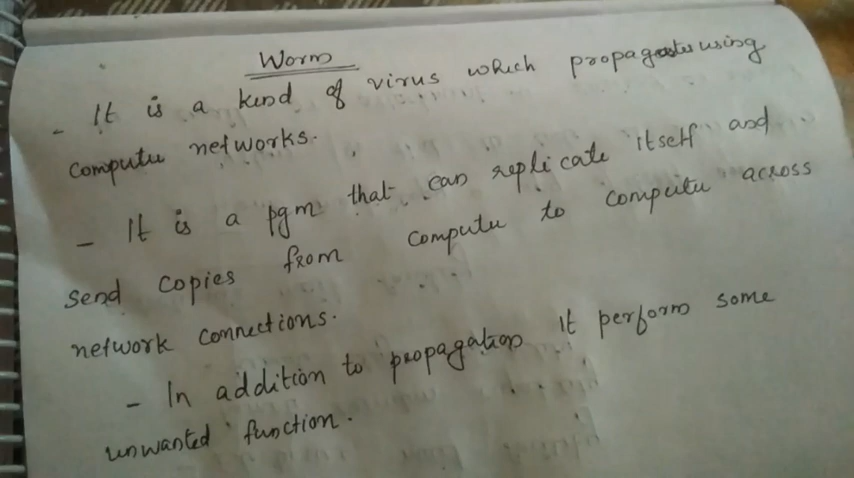 Worm
- It is a kind of virus which propagates using
computer networks.
- It is a pgm that can replicate itself and
send copies from computer to computer across
network connections.
- In addition to propagation it perform some
unwanted function.